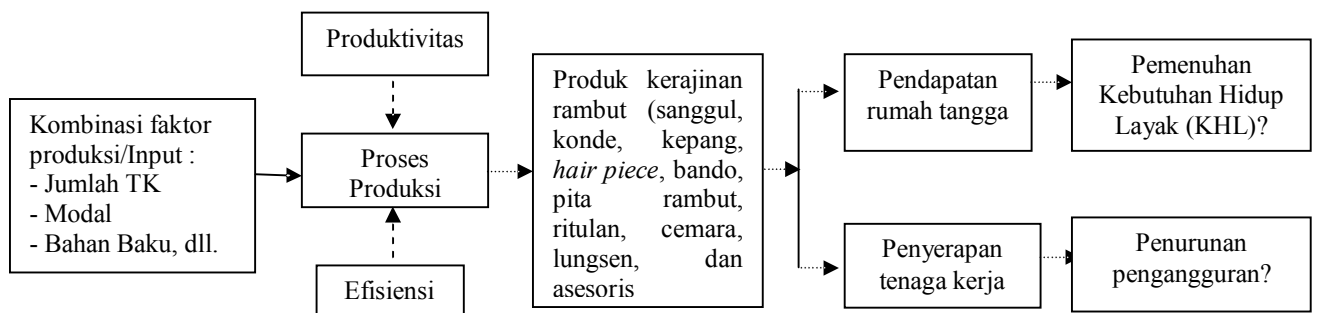 Kombinasi faktor
produksi/Input :
- Jumlah TK
- Modal
- Bahan Baku, dll.
Produktivitas
Proses
Produksi
Efisiensi
Produk kerajinan
rambut (sanggul,
konde, kepang,
hair piece, bando,
pita rambut,
ritulan, cemara,
lungsen, dan
asesoris
Pendapatan
rumah tangga
Pemenuhan
Kebutuhan Hidup
Layak (KHL)?
Penyerapan
tenaga kerja
Penurunan
pengangguran?